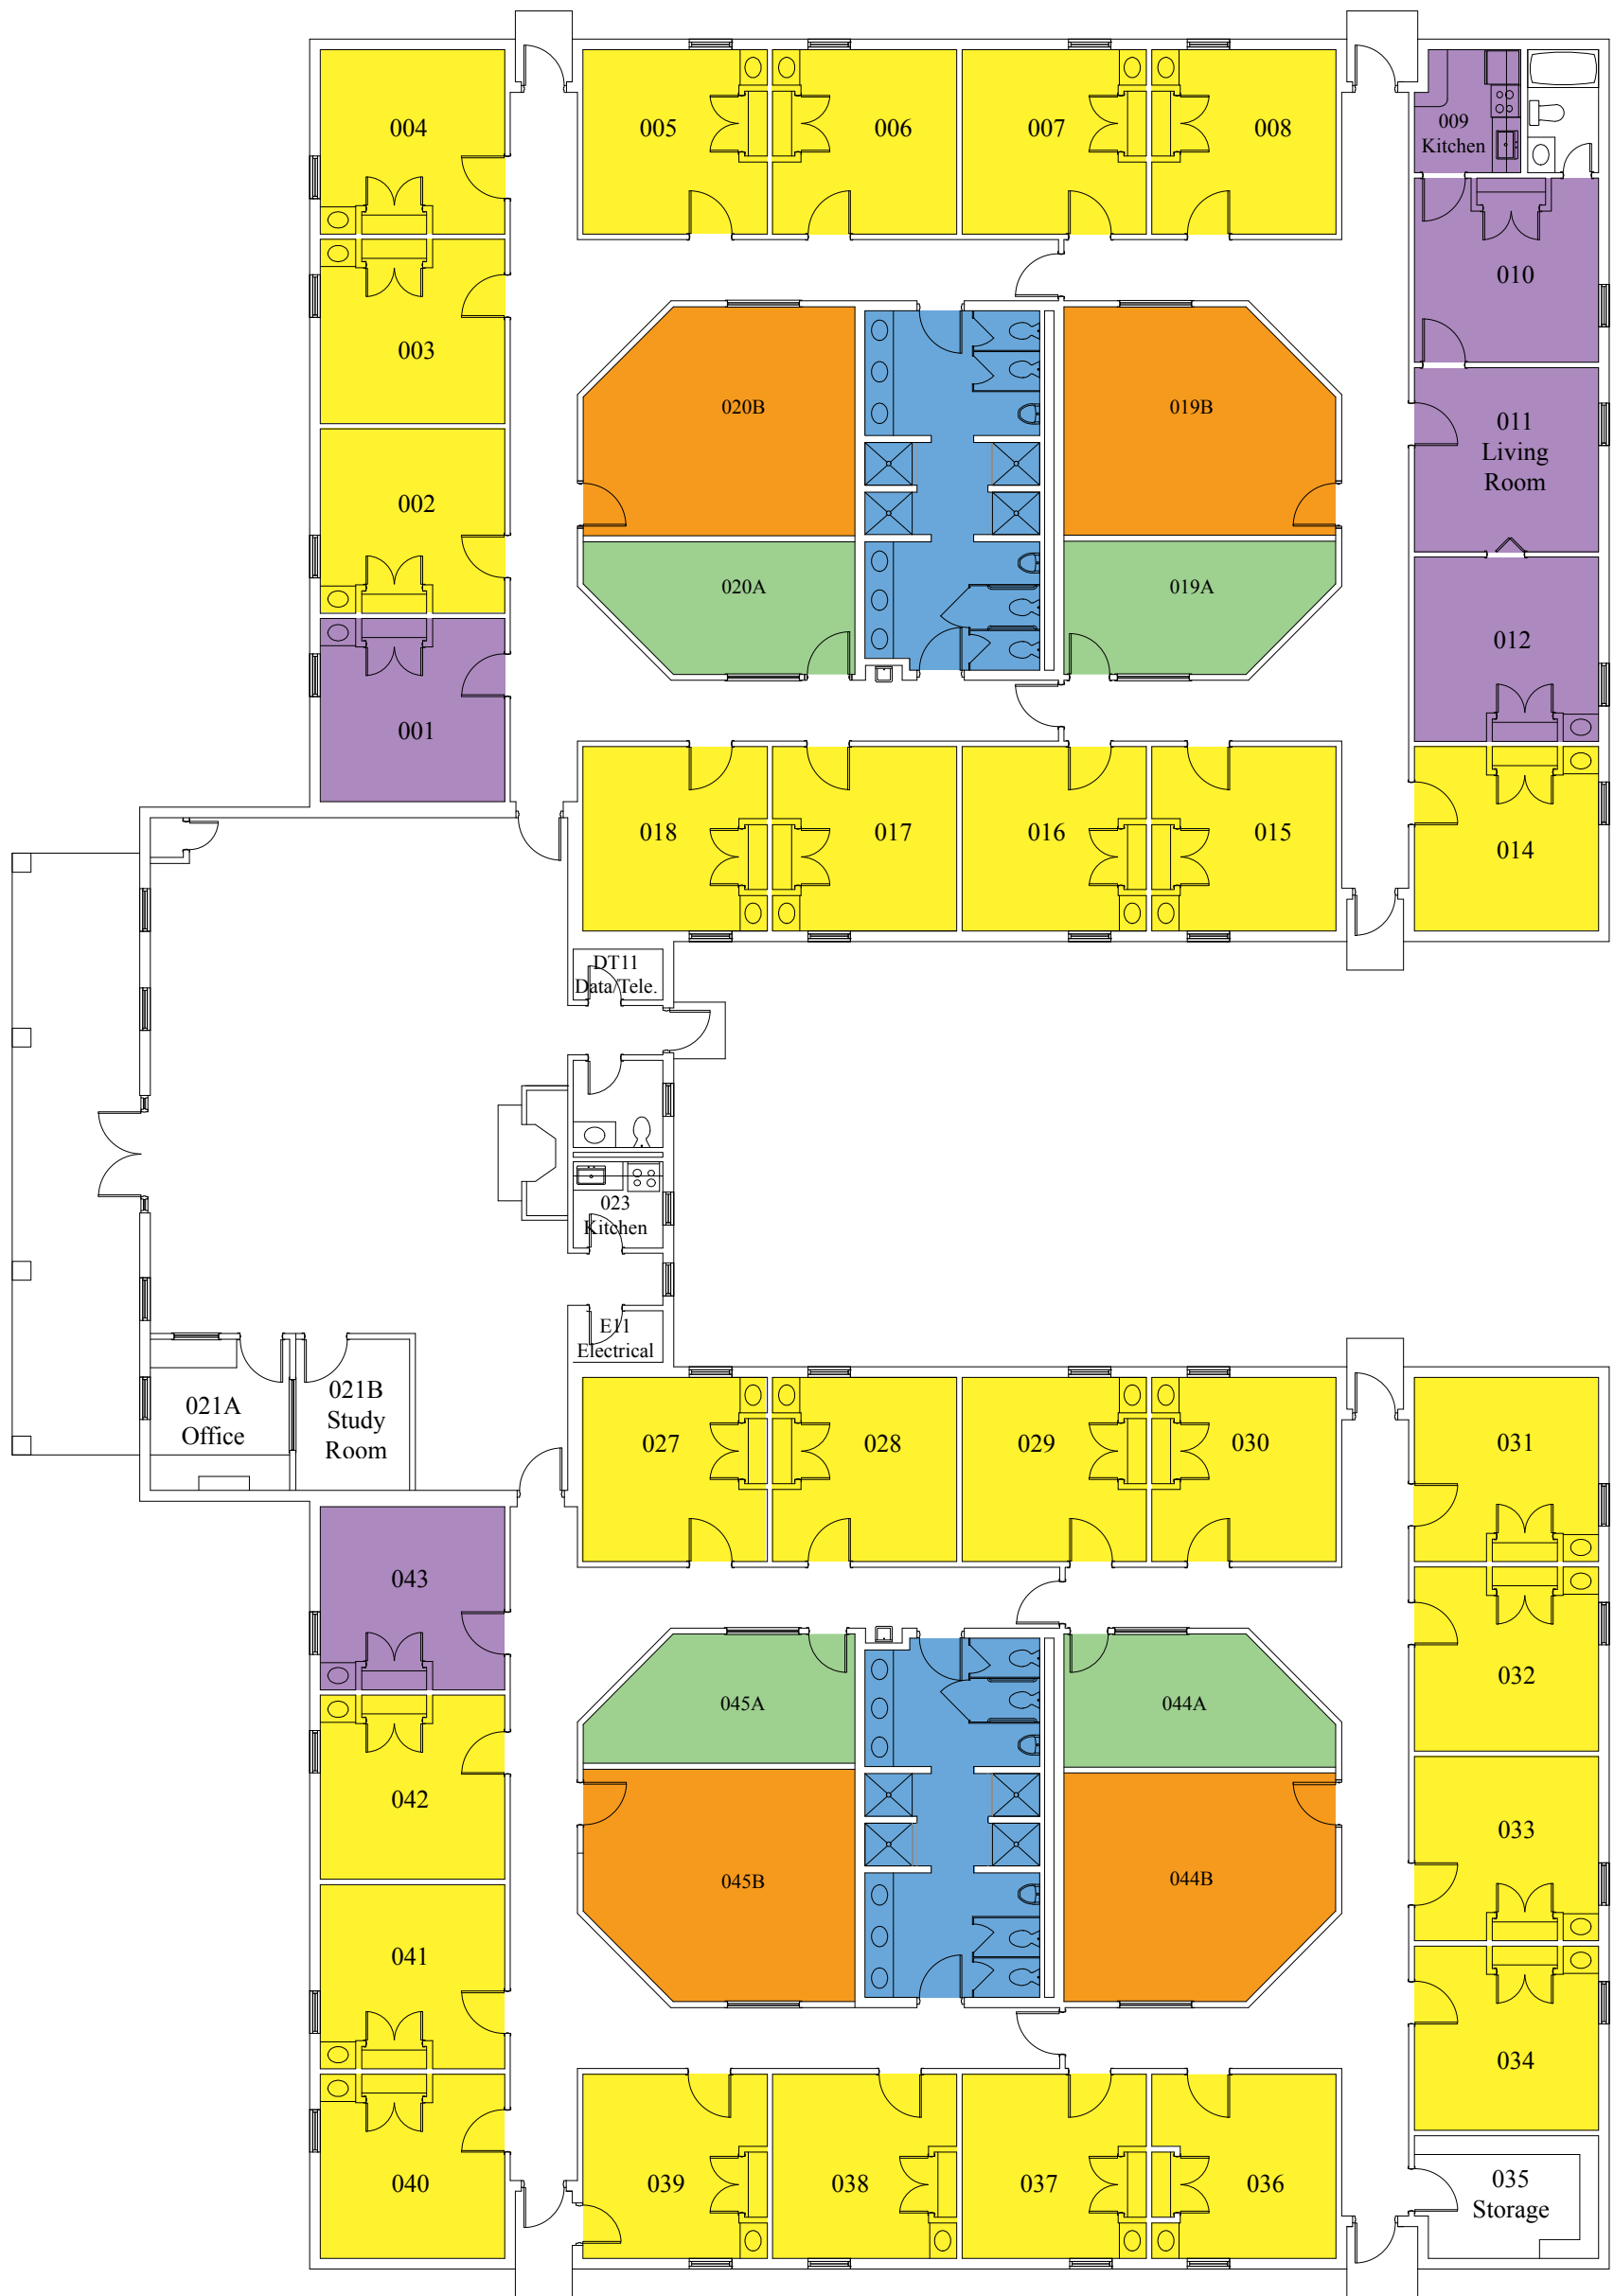 004
005
006
007
008
009
Kitchen
010
003
020B
019B
011
Living
Room
002
020A
019A
012
001
018
017
016
015
014
DT11
Data/Tele.
023
Kitchen
E11
Electrical
021A
Office
021B
Study
Room
027
028
029
030
031
043
045A
044A
032
042
033
045B
044B
041
034
040
039
038
037
036
035
Storage